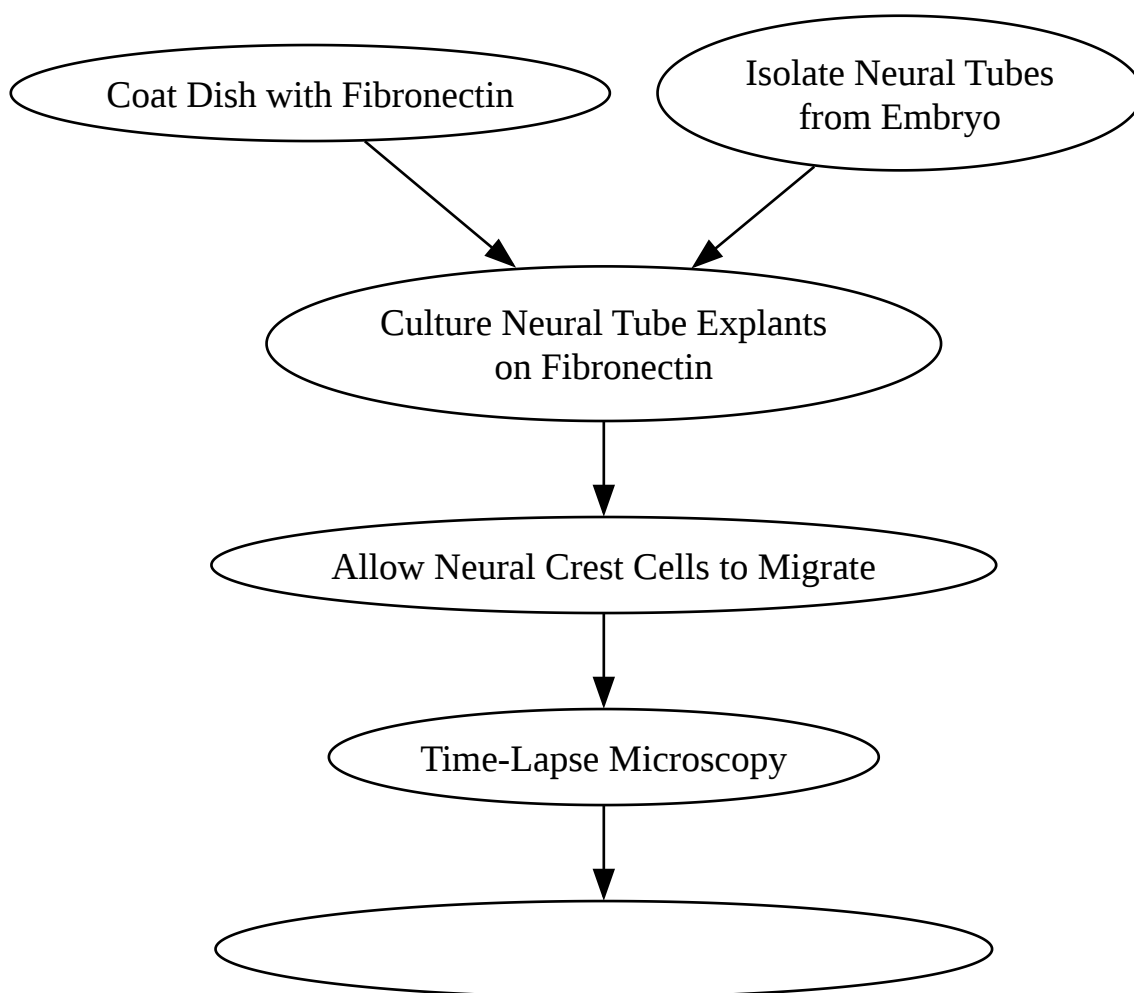 Coat Dish with Fibronectin
Isolate Neural Tubes
from Embryo
Culture Neural Tube Explants
on Fibronectin
Allow Neural Crest Cells to Migrate
Time-Lapse Microscopy